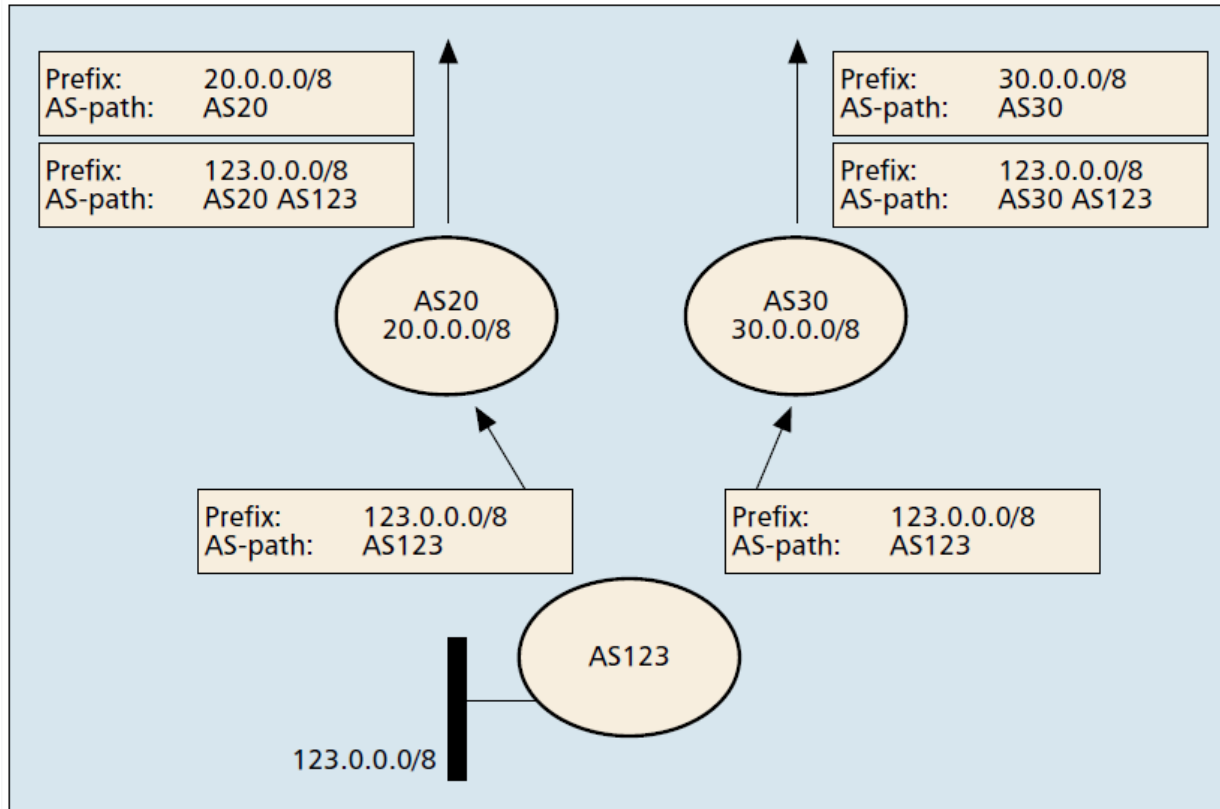 Prefix: 20.0.0.0/8
AS-path: AS20
Prefix: 123.0.0.0/8
AS-path: AS20 AS123
Prefix: 30.0.0.0/8
AS-path: AS30
Prefix: 123.0.0.0/8
AS-path: AS30 AS123
AS20
20.0.0.0/8
AS30
30.0.0.0/8
Prefix: 123.0.0.0/8
AS-path: AS123
Prefix: 123.0.0.0/8
AS-path: AS123
AS123
123.0.0.0/8